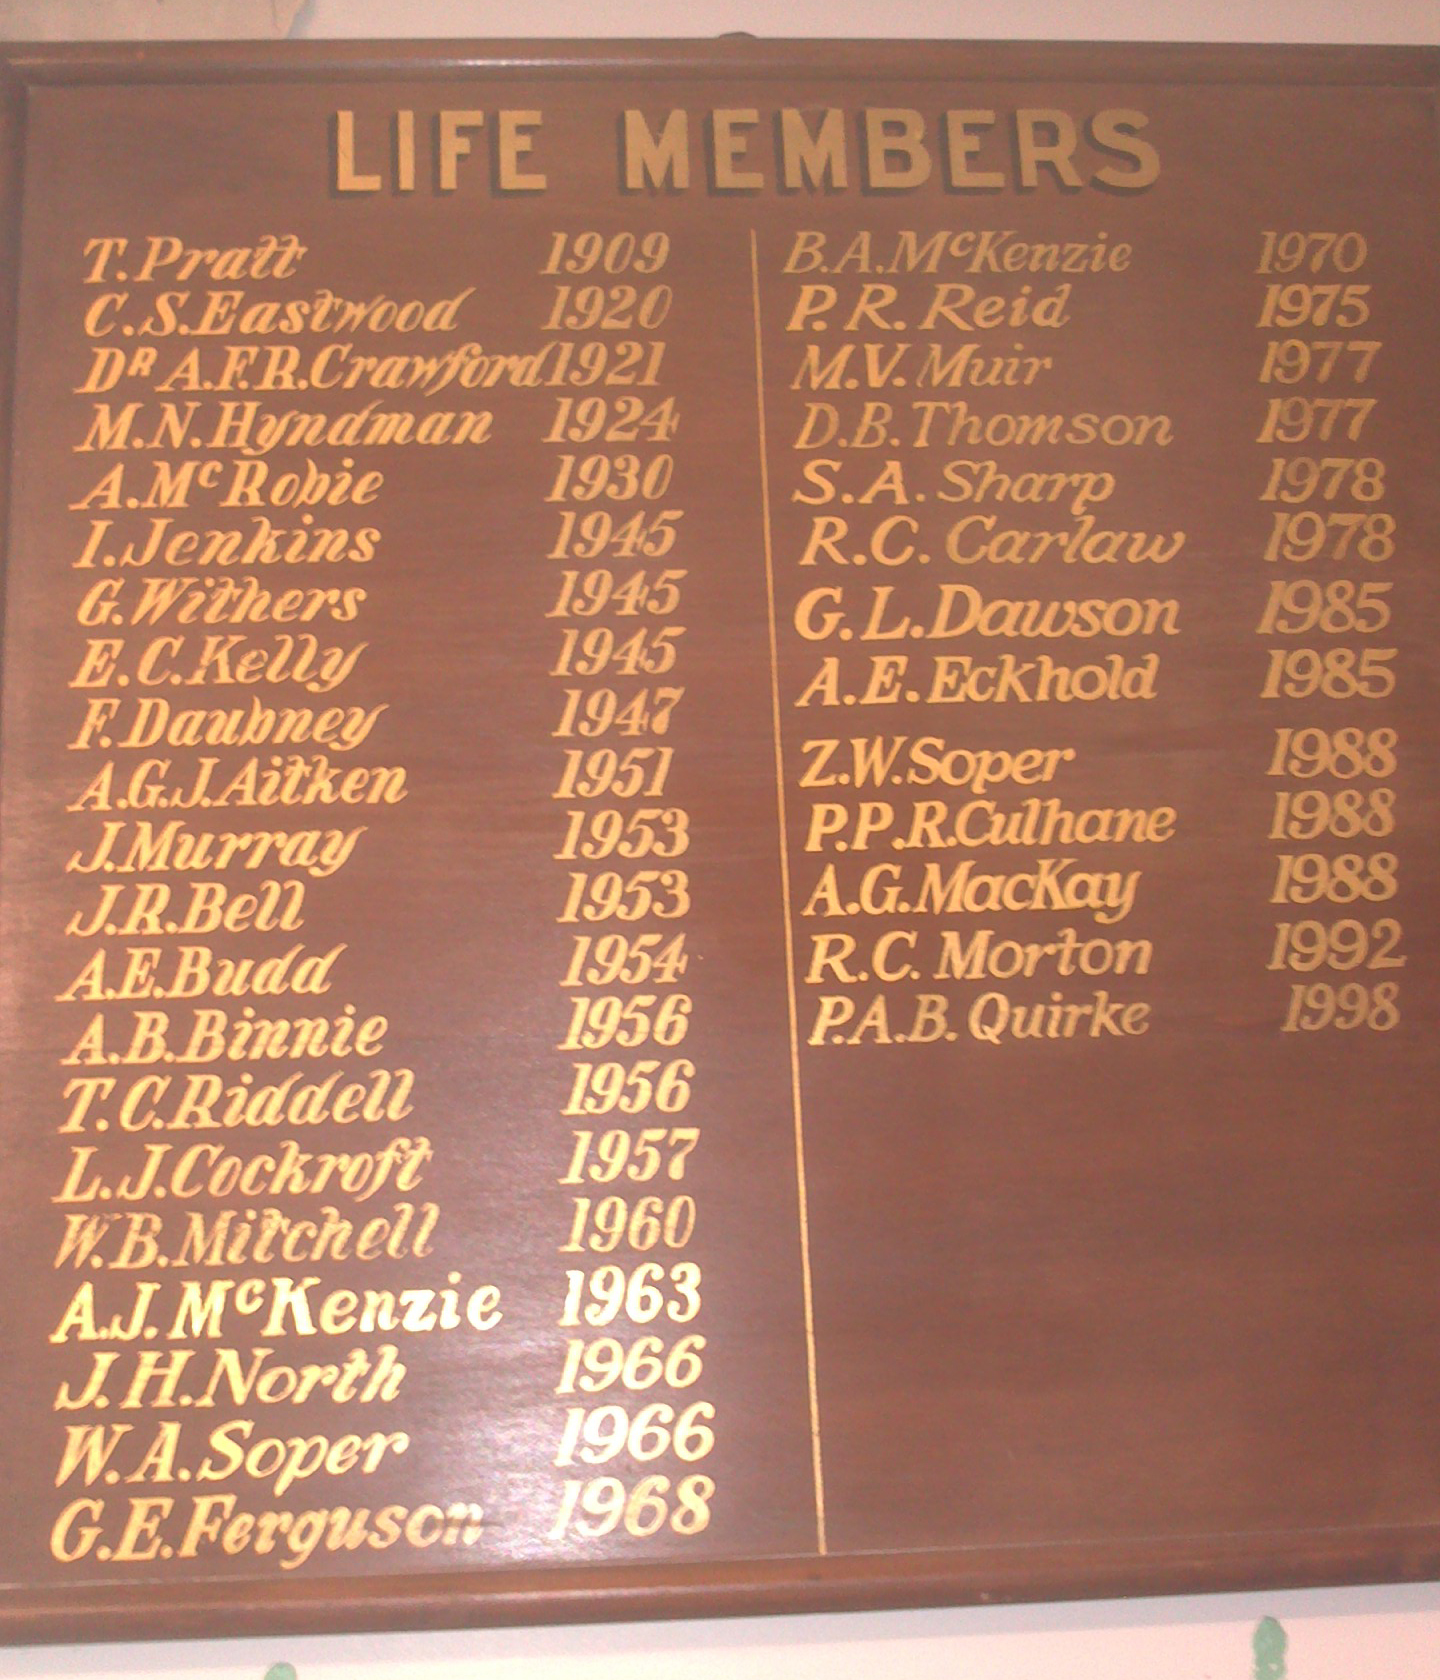 LIFE MEMBERS
T. Pratt 1909
C.S. Eastwood 1920
DR A.F.R. Crawford 1921
M.N. Hyndman 1924
A. McRobie 1930
I. Jenkins 1945
G. Withers 1945
E.C. Kelly 1945
F. Daubney 1947
A.G.J. Aitken 1951
J. Murray 1953
J.R. Bell 1953
A.E. Budd 1954
A.B. Binnie 1956
T.C. Riddell 1956
L.J. Cockroft 1957
W.B. Mitchell 1960
A.J. McKenzie 1963
J.H. North 1966
W.A. Soper 1966
G.E. Ferguson 1968
B.A. McKenzie 1970
P.R. Reid 1975
M.V. Muir 1977
D.B. Thomson 1977
S.A. Sharp 1978
R.C. Carlaw 1978
G.L. Dawson 1985
A.E. Eckhold 1985
Z.W. Soper 1988
P.P.R. Culhane 1988
A.G. MacKay 1988
R.C. Morton 1992
P.A.B. Quirke 1998